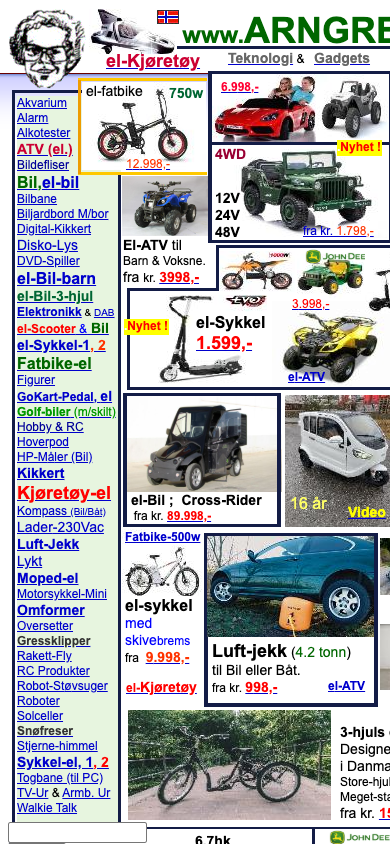 www.ARNGRE
el-Kjøretøy
Teknologi & Gadgets
Akvarium
Alarm
Alkotester
ATV (el.)
Bildefliser
Bil,el-bil
Bilbane
Biljardbord M/bor
Digital-Kikkert
Disko-Lys
DVD-Spiller
el-Bil-barn
el-Bil-3-hjul
Elektronikk & DAB
el-Scooter & Bil
el-Sykkel-1, 2
Fatbike-el
Figurer
GoKart-Pedal, el
Golf-biler (m/skilt)
Hobby & RC
Hoverpod
HP-Måler (Bil)
Kikkert
Kjøretøy-el
Kompass (Bil/Båt)
Lader-230Vac
Luft-Jekk
Lykt
Moped-el
Motorsykkel-Mini
Omformer
Oversetter
Gressklipper
Rakett-Fly
RC Produkter
Robot-Støvsuger
Roboter
Solceller
Snøfreser
Stjerne-himmel
Sykkel-el, 1, 2
Togbane (til PC)
TV-Ur & Armb. Ur
Walkie Talk
el-fatbike
750w
12.998,-
6.998,-
Nyhet !
4WD
12V
24V
48V
fra kr. 1.798,-
El-ATV til
Barn & Voksne.
fra kr. 3998,-
1000W
JOHN DEE
3.998,-
EVO
Nyhet !
el-Sykkel
1.599,-
el-ATV
el-Bil ; Cross-Rider
fra kr. 89.998,-
16 år
Video
Fatbike-500w
el-sykkel
med
skivebrems
fra 9.998,-
el-Kjøretøy
Luft-jekk (4.2 tonn)
til Bil eller Båt.
fra kr. 998,-
el-ATV
3-hjuls
Designe
i Danma
Store-hjul
Meget-sta
fra kr. 15
6,7hk
JOHN DEE